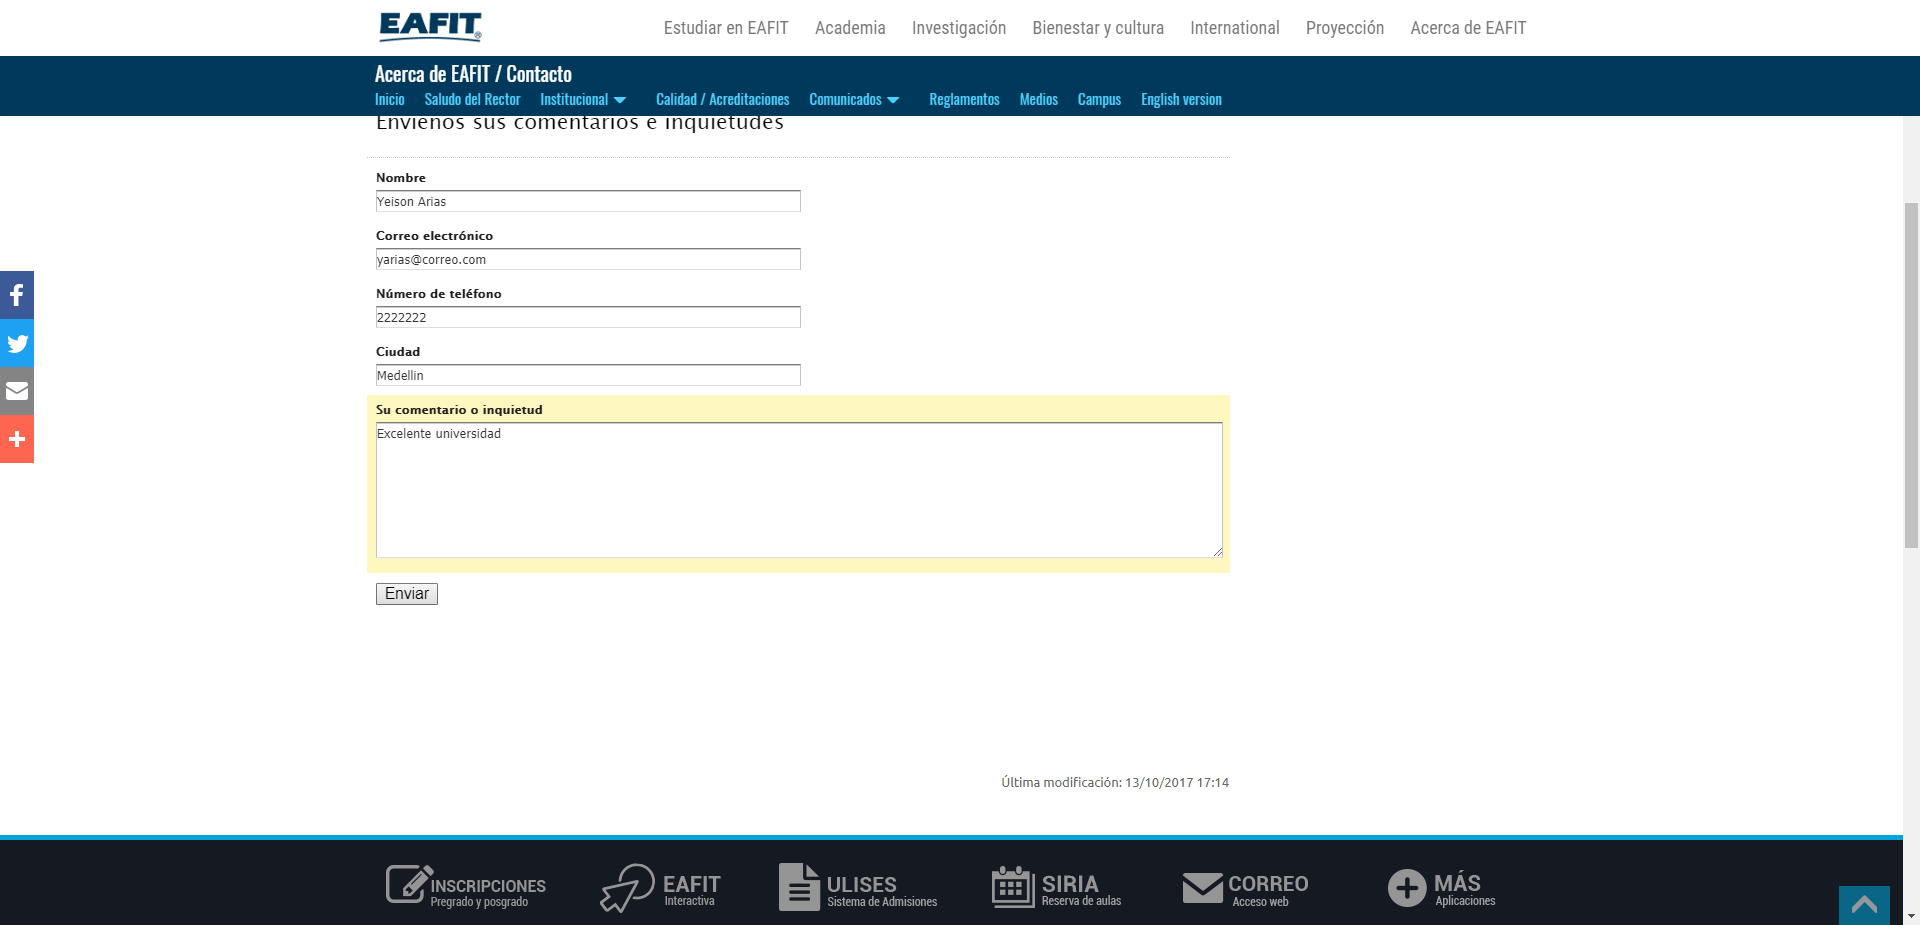 EAFIT®
Estudiar en EAFIT Academia Investigación Bienestar y cultura International Proyección Acerca de EAFIT
Acerca de EAFIT / Contacto
Inicio Saludo del Rector Institucional Calidad / Acreditaciones Comunicados Reglamentos Medios Campus English version
Envíenos sus comentarios e inquietudes
Nombre
Yeison Arias
Correo electrónico
yarias@correo.com
Número de teléfono
2222222
Ciudad
Medellin
Su comentario o inquietud
Excelente universidad
Enviar
Última modificación: 13/10/2017 17:14
INSCRIPCIONES
Pregrado y posgrado
EAFIT
Interactiva
ULISES
Sistema de Admisiones
SIRIA
Reserva de aulas
CORREO
Acceso web
MÁS
Aplicaciones